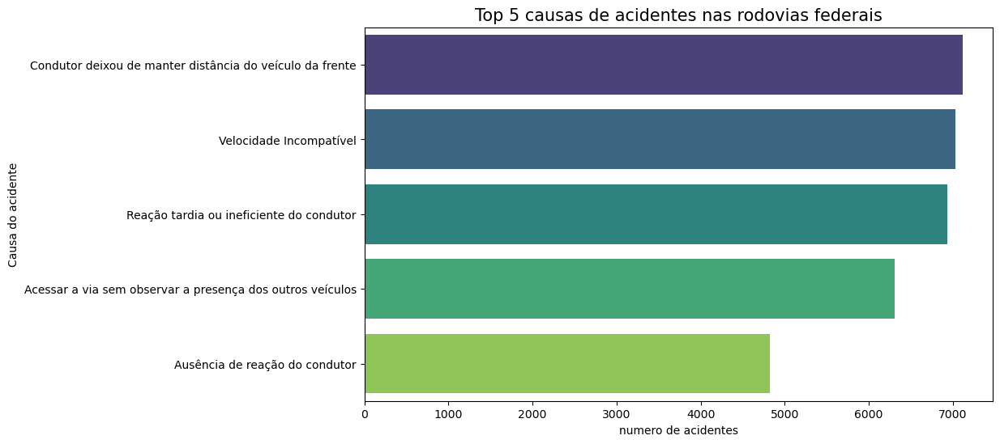 Top 5 causas de acidentes nas rodovias federais
Causa do acidente
Condutor deixou de manter distância do veículo da frente
Velocidade Incompatível
Reação tardia ou ineficiente do condutor
Acessar a via sem observar a presença dos outros veículos
Ausência de reação do condutor
0 1000 2000 3000 4000 5000 6000 7000
numero de acidentes